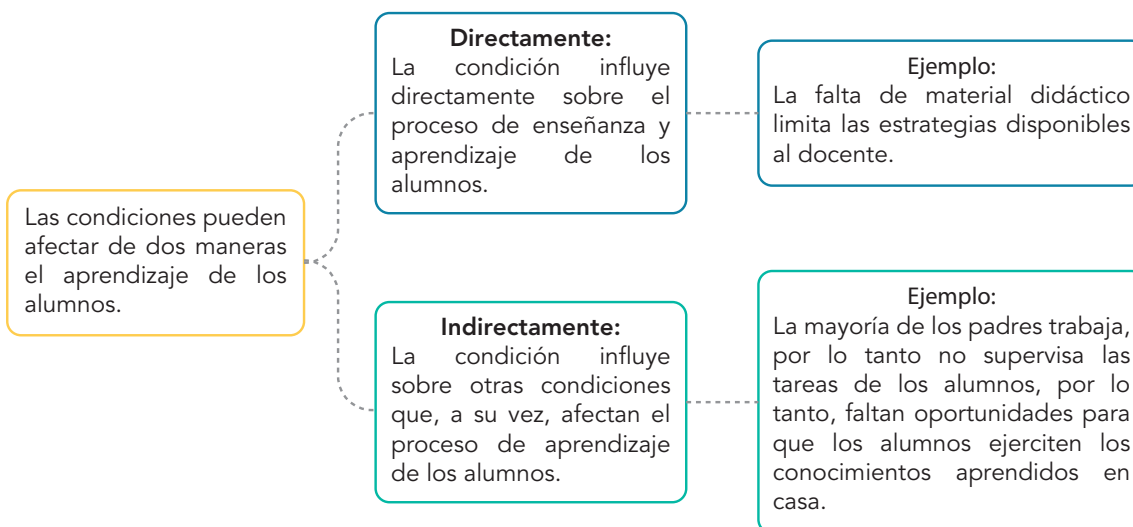 Las condiciones pueden
afectar de dos maneras
el aprendizaje de los
alumnos.
Directamente:
La condición influye
directamente sobre el
proceso de enseñanza y
aprendizaje de los
alumnos.
Ejemplo:
La falta de material didáctico
limita las estrategias disponibles
al docente.
Indirectamente:
La condición influye
sobre otras condiciones
que, a su vez, afectan el
proceso de aprendizaje
de los alumnos.
Ejemplo:
La mayoría de los padres trabaja,
por lo tanto no supervisa las
tareas de los alumnos, por lo
tanto, faltan oportunidades para
que los alumnos ejerciten los
conocimientos aprendidos en
casa.